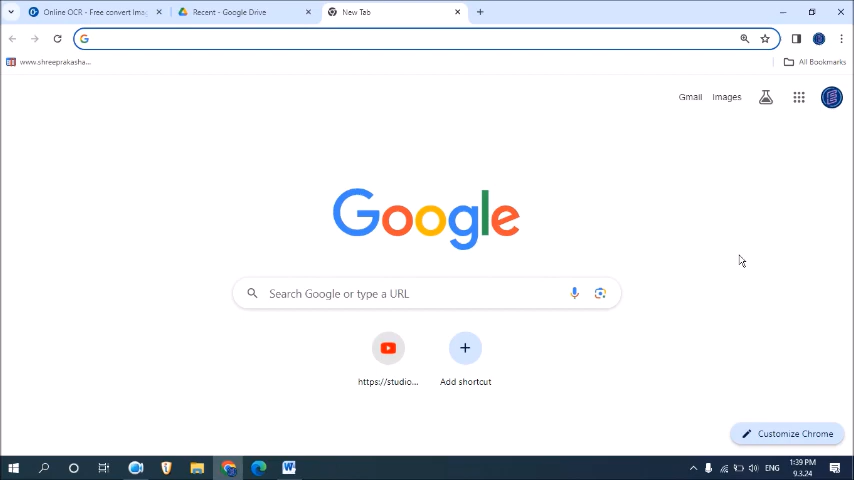 Online OCR - Free convert Imag
Recent - Google Drive
New Tab
www.shreeprakasha...
All Bookmarks
Gmail
Images
Google
Search Google or type a URL
https://studio...
Add shortcut
Customize Chrome
ENG
1:39 PM
9.3.24